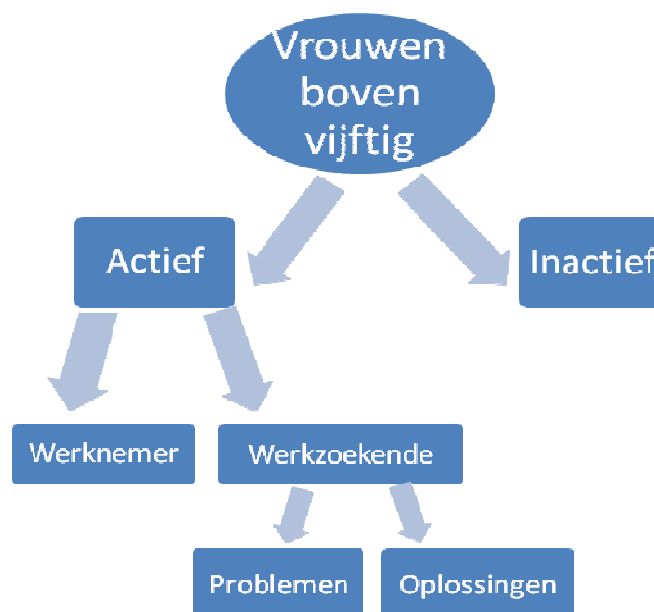 Vrouwen
boven
vijftig
Actief
Inactief
Werknemer
Werkzoekende
Problemen
Oplossingen